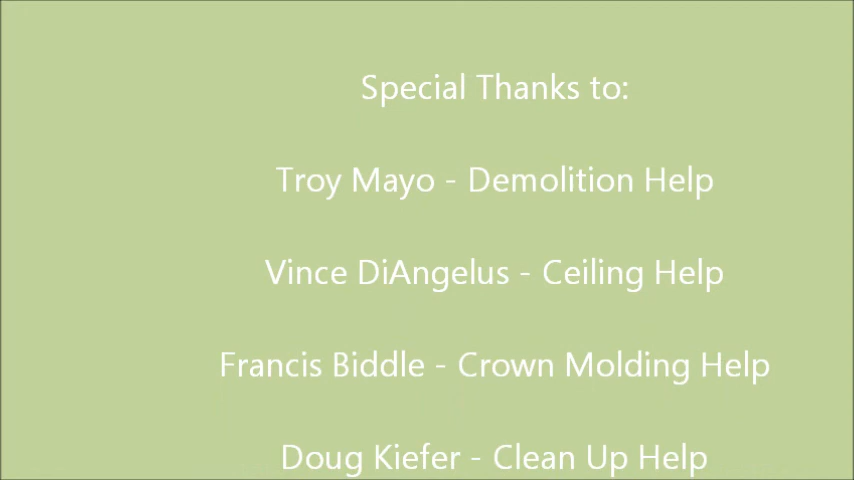 Special Thanks to:
Troy Mayo - Demolition Help
Vince DiAngelus - Ceiling Help
Francis Biddle - Crown Molding Help
Doug Kiefer - Clean Up Help